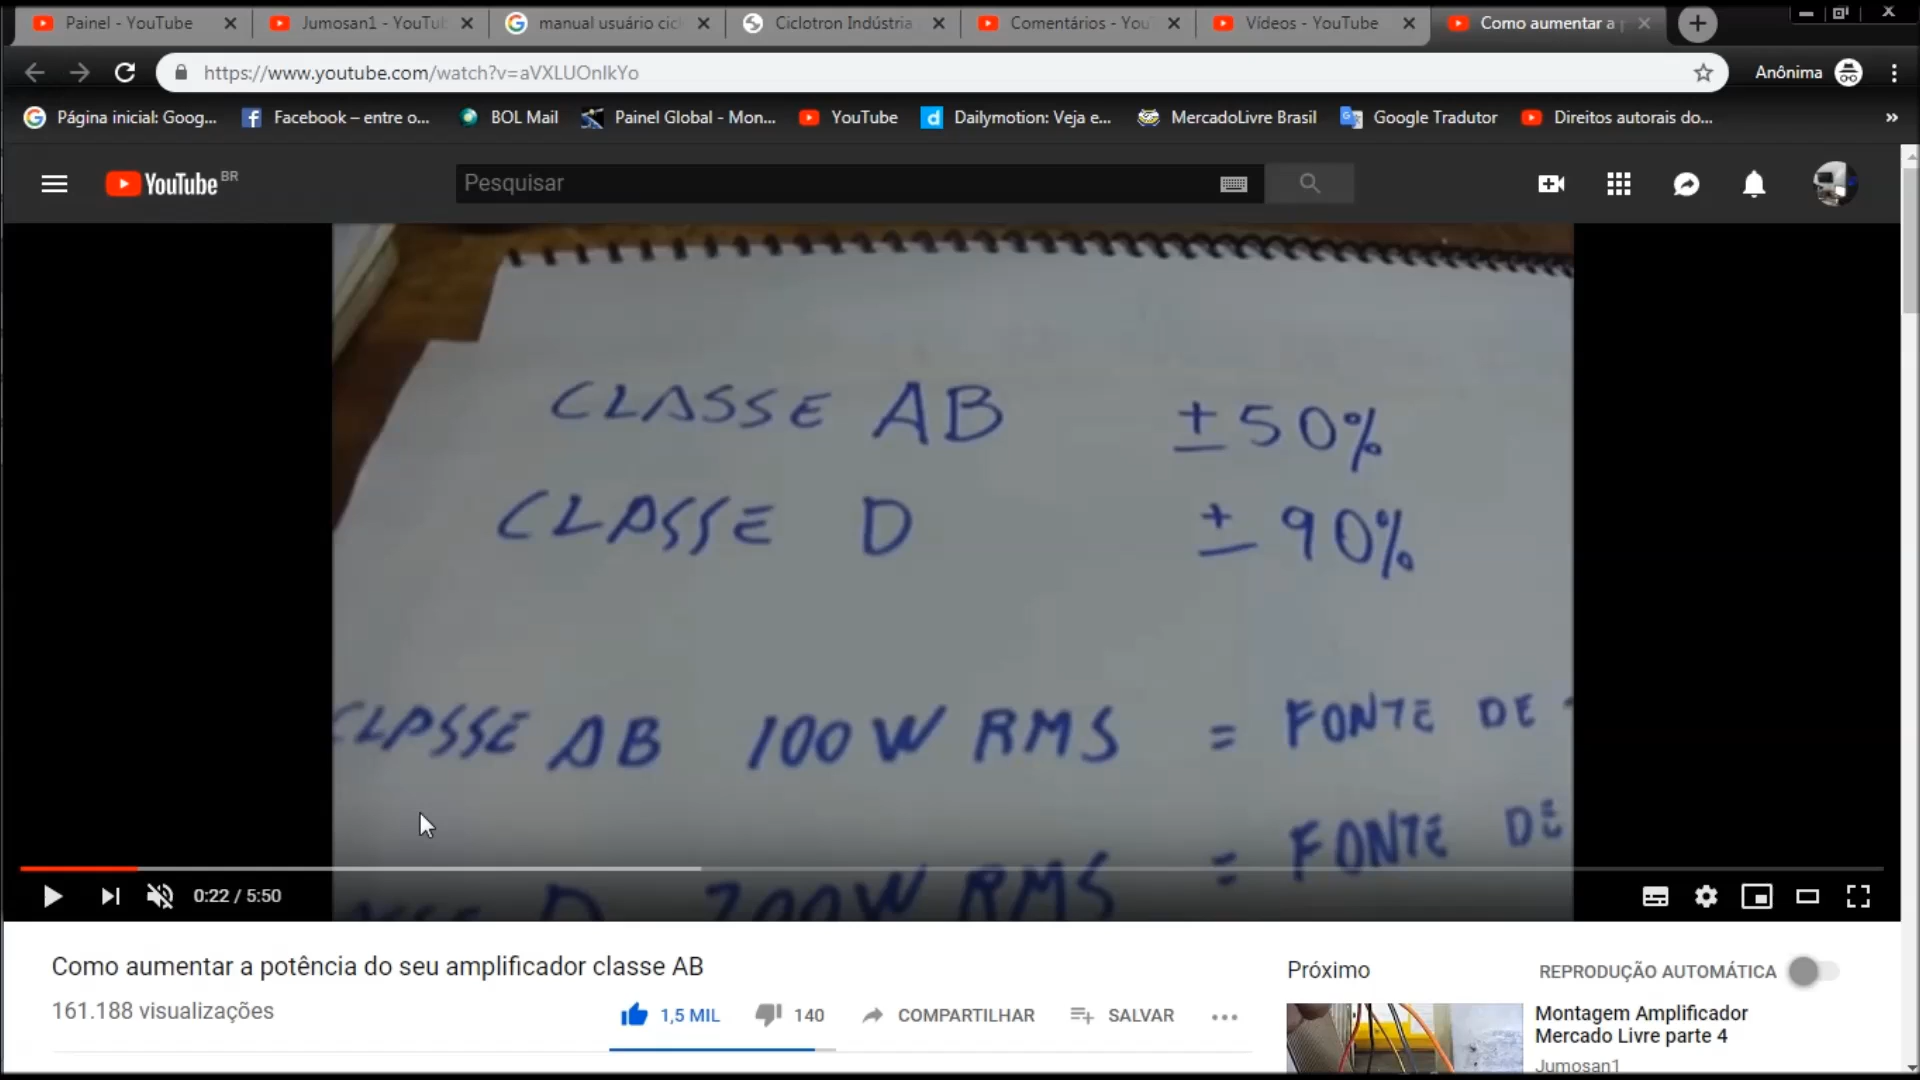 Painel - YouTube
Jumosan1 - YouTub
manual usuário cic
Ciclotron Indústria
Comentários - You
Vídeos - YouTube
Como aumentar a p
https://www.youtube.com/watch?v=aVXLUOnIkYo
Anônima
Página inicial: Goog...
Facebook – entre o...
BOL Mail
Painel Global - Mon...
YouTube
Dailymotion: Veja e...
MercadoLivre Brasil
Google Tradutor
Direitos autorais do...
»
YouTube BR
Pesquisar
CLASSE AB ±50%
CLASSE D ±90%
CLASSE AB 100W RMS = FONTE DE
D RMS = FONTE DE
0:22 / 5:50
Como aumentar a potência do seu amplificador classe AB
161.188 visualizações
1,5 MIL
140
COMPARTILHAR
SALVAR
Próximo
REPRODUÇÃO AUTOMÁTICA
Montagem Amplificador
Mercado Livre parte 4
Jumosan1